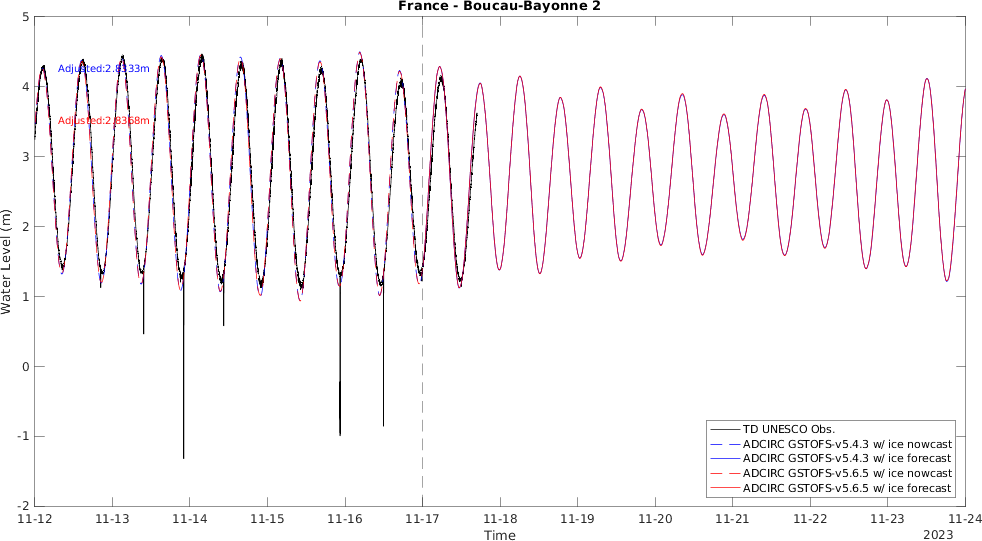 France - Boucau-Bayonne 2
5
4
3
2
1
0
-1
-2
Water Level (m)
Adjusted:2.8333m
Adjusted:2.8368m
TD UNESCO Obs.
ADCIRC GSTOFS-v5.4.3 w/ ice nowcast
ADCIRC GSTOFS-v5.4.3 w/ ice forecast
ADCIRC GSTOFS-v5.6.5 w/ ice nowcast
ADCIRC GSTOFS-v5.6.5 w/ ice forecast
11-12 11-13 11-14 11-15 11-16 11-17 11-18 11-19 11-20 11-21 11-22 11-23 11-24
Time
2023